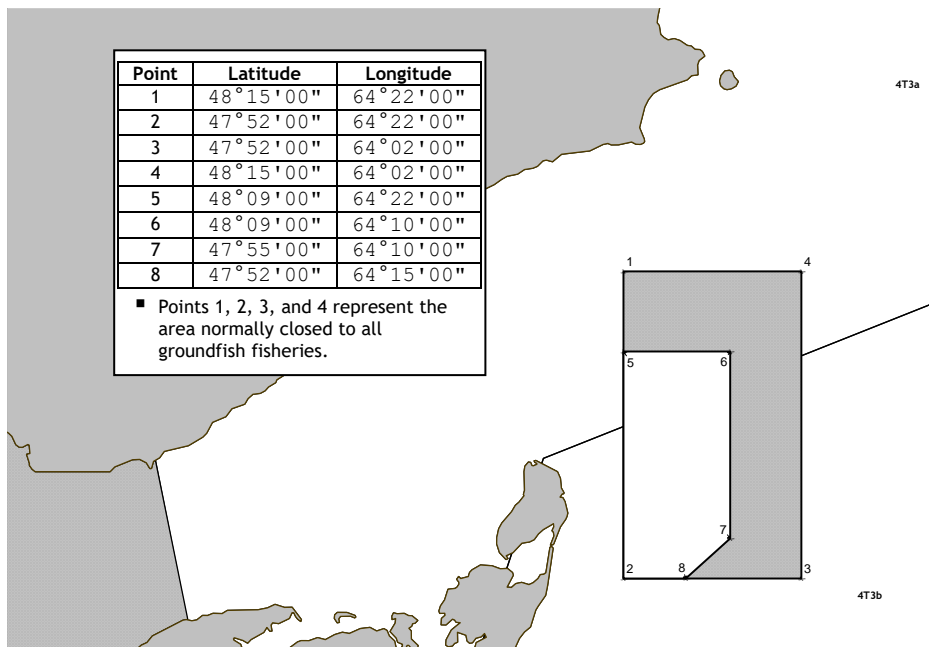 Point Latitude Longitude
1 48°15'00" 64°22'00"
2 47°52'00" 64°22'00"
3 47°52'00" 64°02'00"
4 48°15'00" 64°02'00"
5 48°09'00" 64°22'00"
6 48°09'00" 64°10'00"
7 47°55'00" 64°10'00"
8 47°52'00" 64°15'00"
■ Points 1, 2, 3, and 4 represent the
area normally closed to all
groundfish fisheries.
4T3a
1 4
5 6
7
2 8 3
4T3b